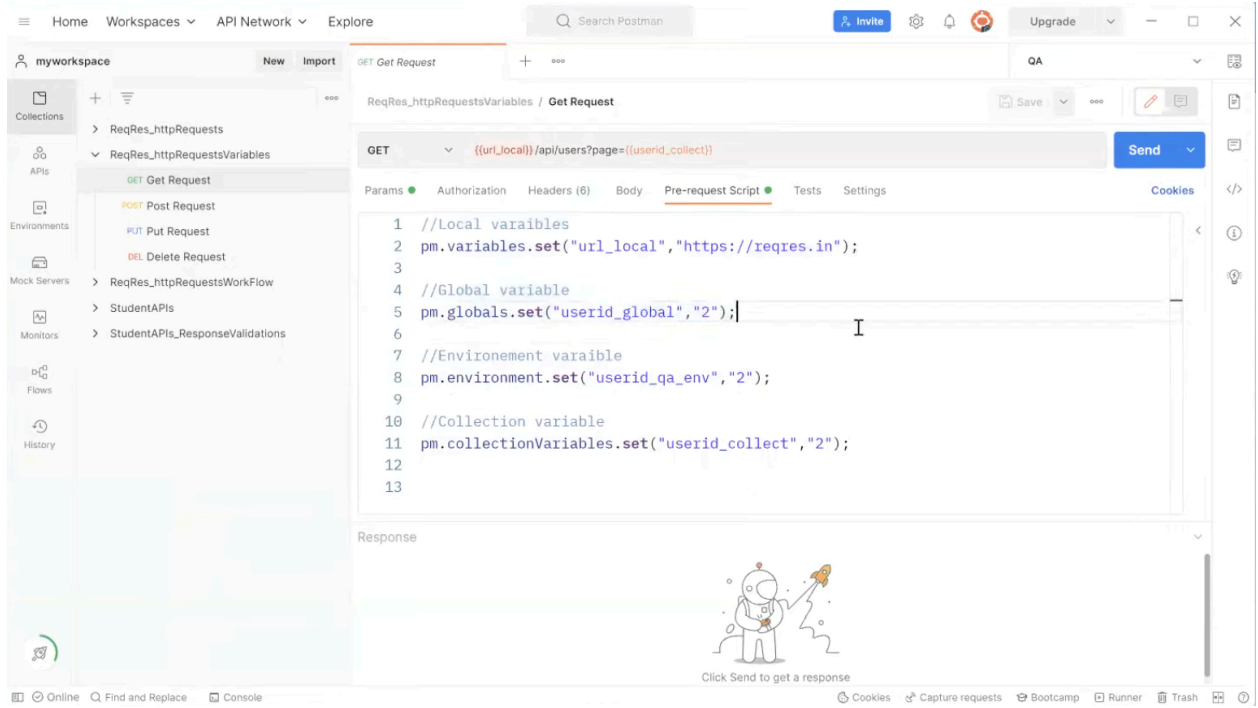 Home Workspaces API Network Explore Search Postman Invite Upgrade
myworkspace New Import GET Get Request QA
Collections
APIs
Environments
Mock Servers
Monitors
Flows
History
ReqRes_httpRequests
ReqRes_httpRequestsVariables
GET Get Request
POST Post Request
PUT Put Request
DEL Delete Request
ReqRes_httpRequestsWorkFlow
StudentAPIs
StudentAPIs_ResponseValidations
ReqRes_httpRequestsVariables / Get Request Save
GET {{url_local}}/api/users?page={{userid_collect}} Send
Params Authorization Headers (6) Body Pre-request Script Tests Settings Cookies
1 //Local varaibles
2 pm.variables.set("url_local","https://reqres.in");
3
4 //Global variable
5 pm.globals.set("userid_global","2");
6
7 //Environement varaible
8 pm.environment.set("userid_qa_env","2");
9
10 //Collection variable
11 pm.collectionVariables.set("userid_collect","2");
12
13
Response
Click Send to get a response
Online Find and Replace Console Cookies Capture requests Bootcamp Runner Trash